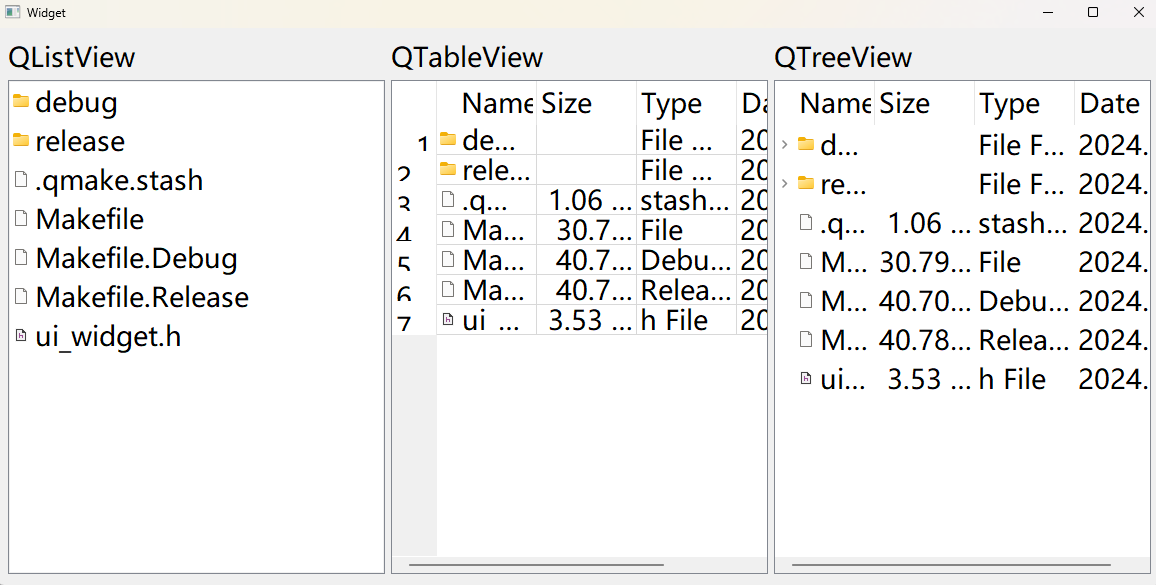 Widget
QListView
debug
release
.qmake.stash
Makefile
Makefile.Debug
Makefile.Release
ui_widget.h
QTableView
Name Size Type Da
1 de... File ... 20
2 rele... File ... 20
3 .q... 1.06 ... stash... 20
4 Ma... 30.7... File 20
5 Ma... 40.7... Debu... 20
6 Ma... 40.7... Relea... 20
7 ui_... 3.53 ... h File 20
QTreeView
Name Size Type Date
d... File F... 2024.
re... File F... 2024.
.q... 1.06 ... stash... 2024.
M... 30.79... File 2024.
M... 40.70... Debu... 2024.
M... 40.78... Relea... 2024.
ui... 3.53 ... h File 2024.